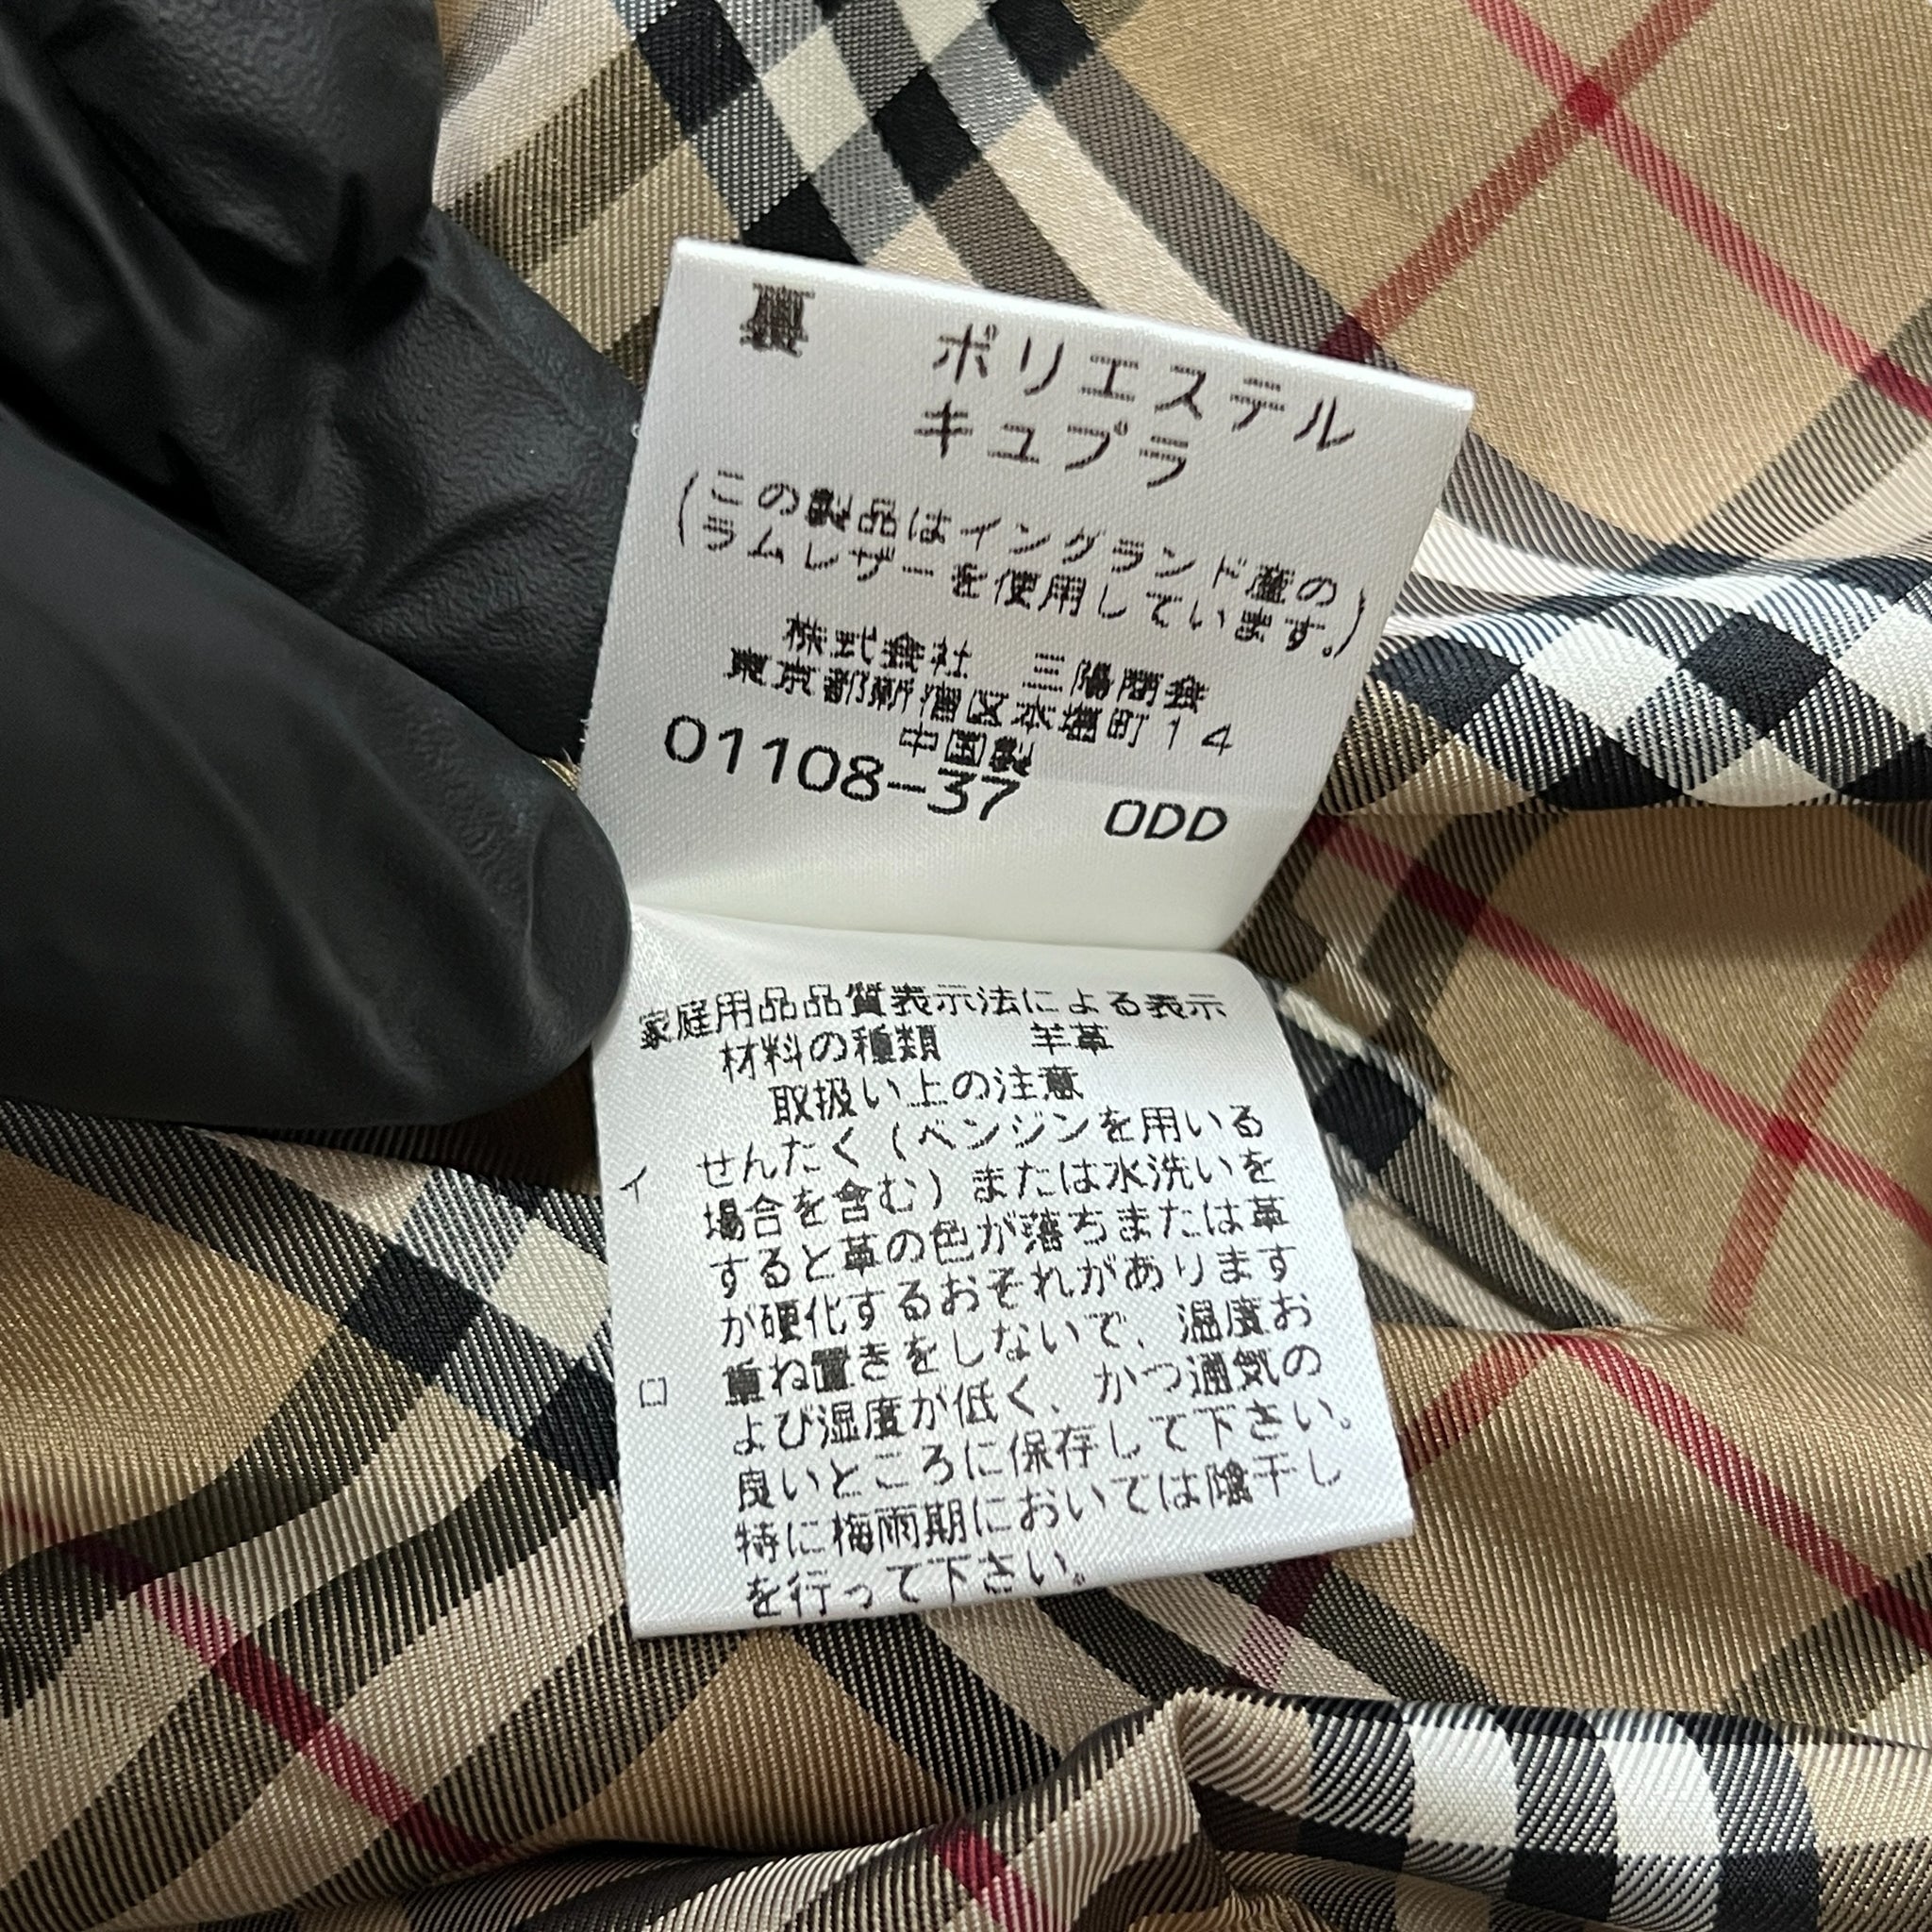 裏 ポリエステル
キュプラ
(この製品はイングランド産の
ラムレザーを使用しています。)
株式会社 三陽商会
東京都新宿区本塩町14
中国製
01108-37 ODD
家庭用品品質表示法による表示
材料の種類 羊革
取扱い上の注意
イ せんたく(ベンジンを用いる
場合を含む)または水洗いを
すると革の色が落ちまたは革
が硬化するおそれがあります
ロ 重ね置きをしないで、温度お
よび湿度が低く、かつ通気の
良いところに保存して下さい。
特に梅雨期においては陰干し
を行って下さい。